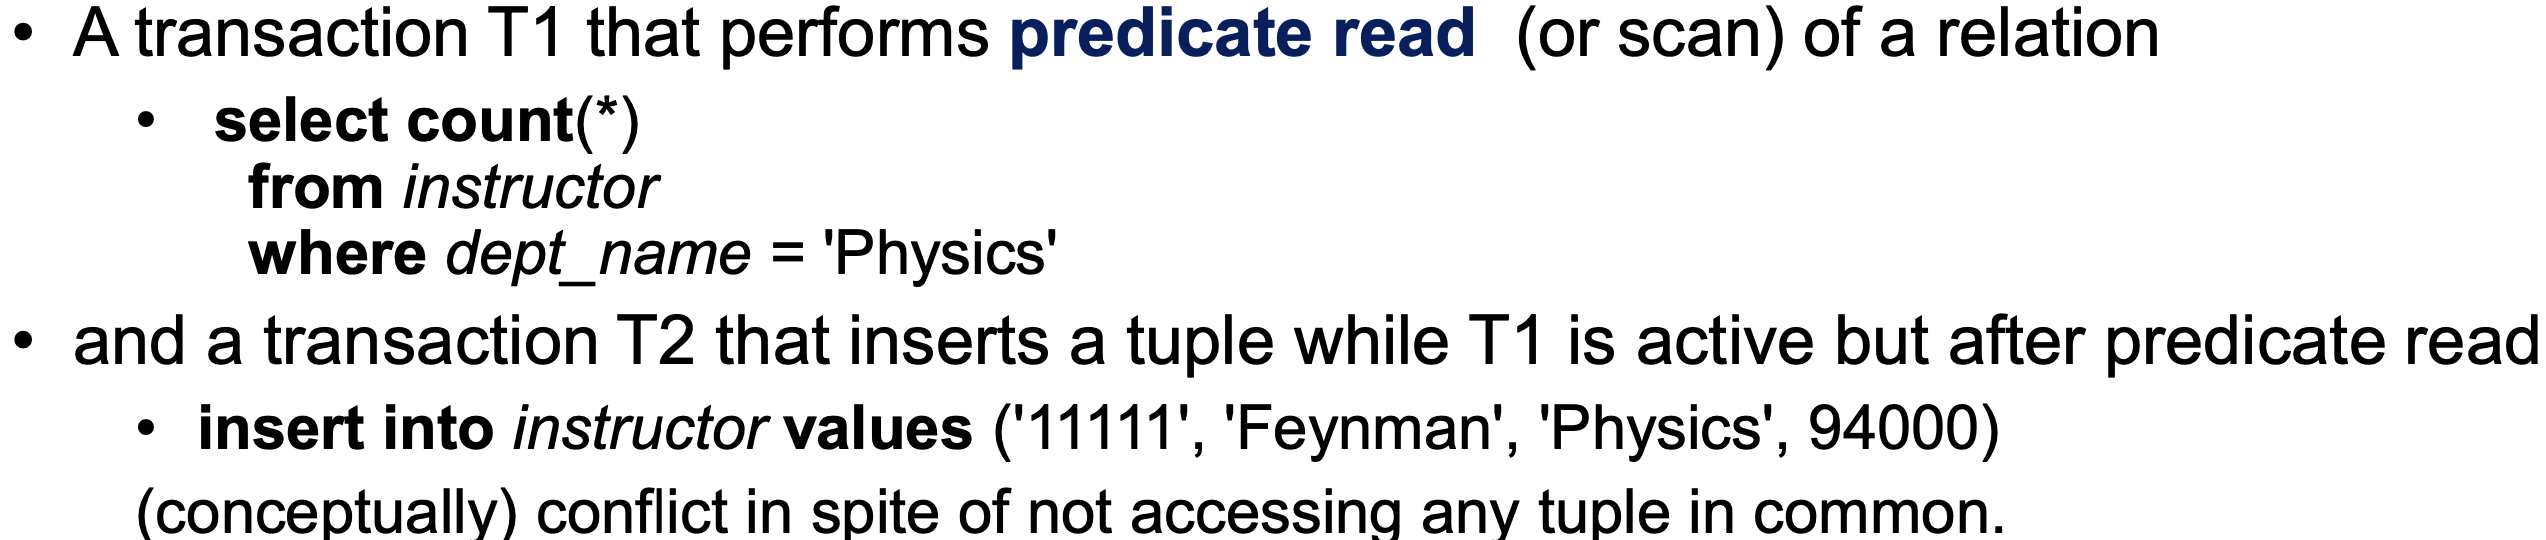 • A transaction T1 that performs predicate read (or scan) of a relation
• select count(*)
from instructor
where dept_name = 'Physics'
• and a transaction T2 that inserts a tuple while T1 is active but after predicate read
• insert into instructor values ('11111', 'Feynman', 'Physics', 94000)
(conceptually) conflict in spite of not accessing any tuple in common.